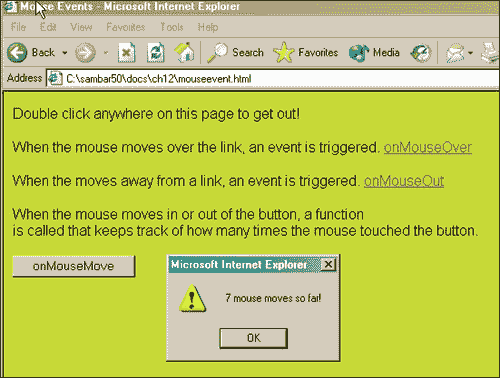 Mouse Events - Microsoft Internet Explorer
File Edit View Favorites Tools Help
Back Search Favorites Media
Address C:\sambar50\docs\ch12\mouseevent.html
Double click anywhere on this page to get out!
When the mouse moves over the link, an event is triggered. onMouseOver
When the moves away from a link, an event is triggered. onMouseOut
When the mouse moves in or out of the button, a function
is called that keeps track of how many times the mouse touched the button.
onMouseMove
Microsoft Internet Explorer
7 mouse moves so far!
OK